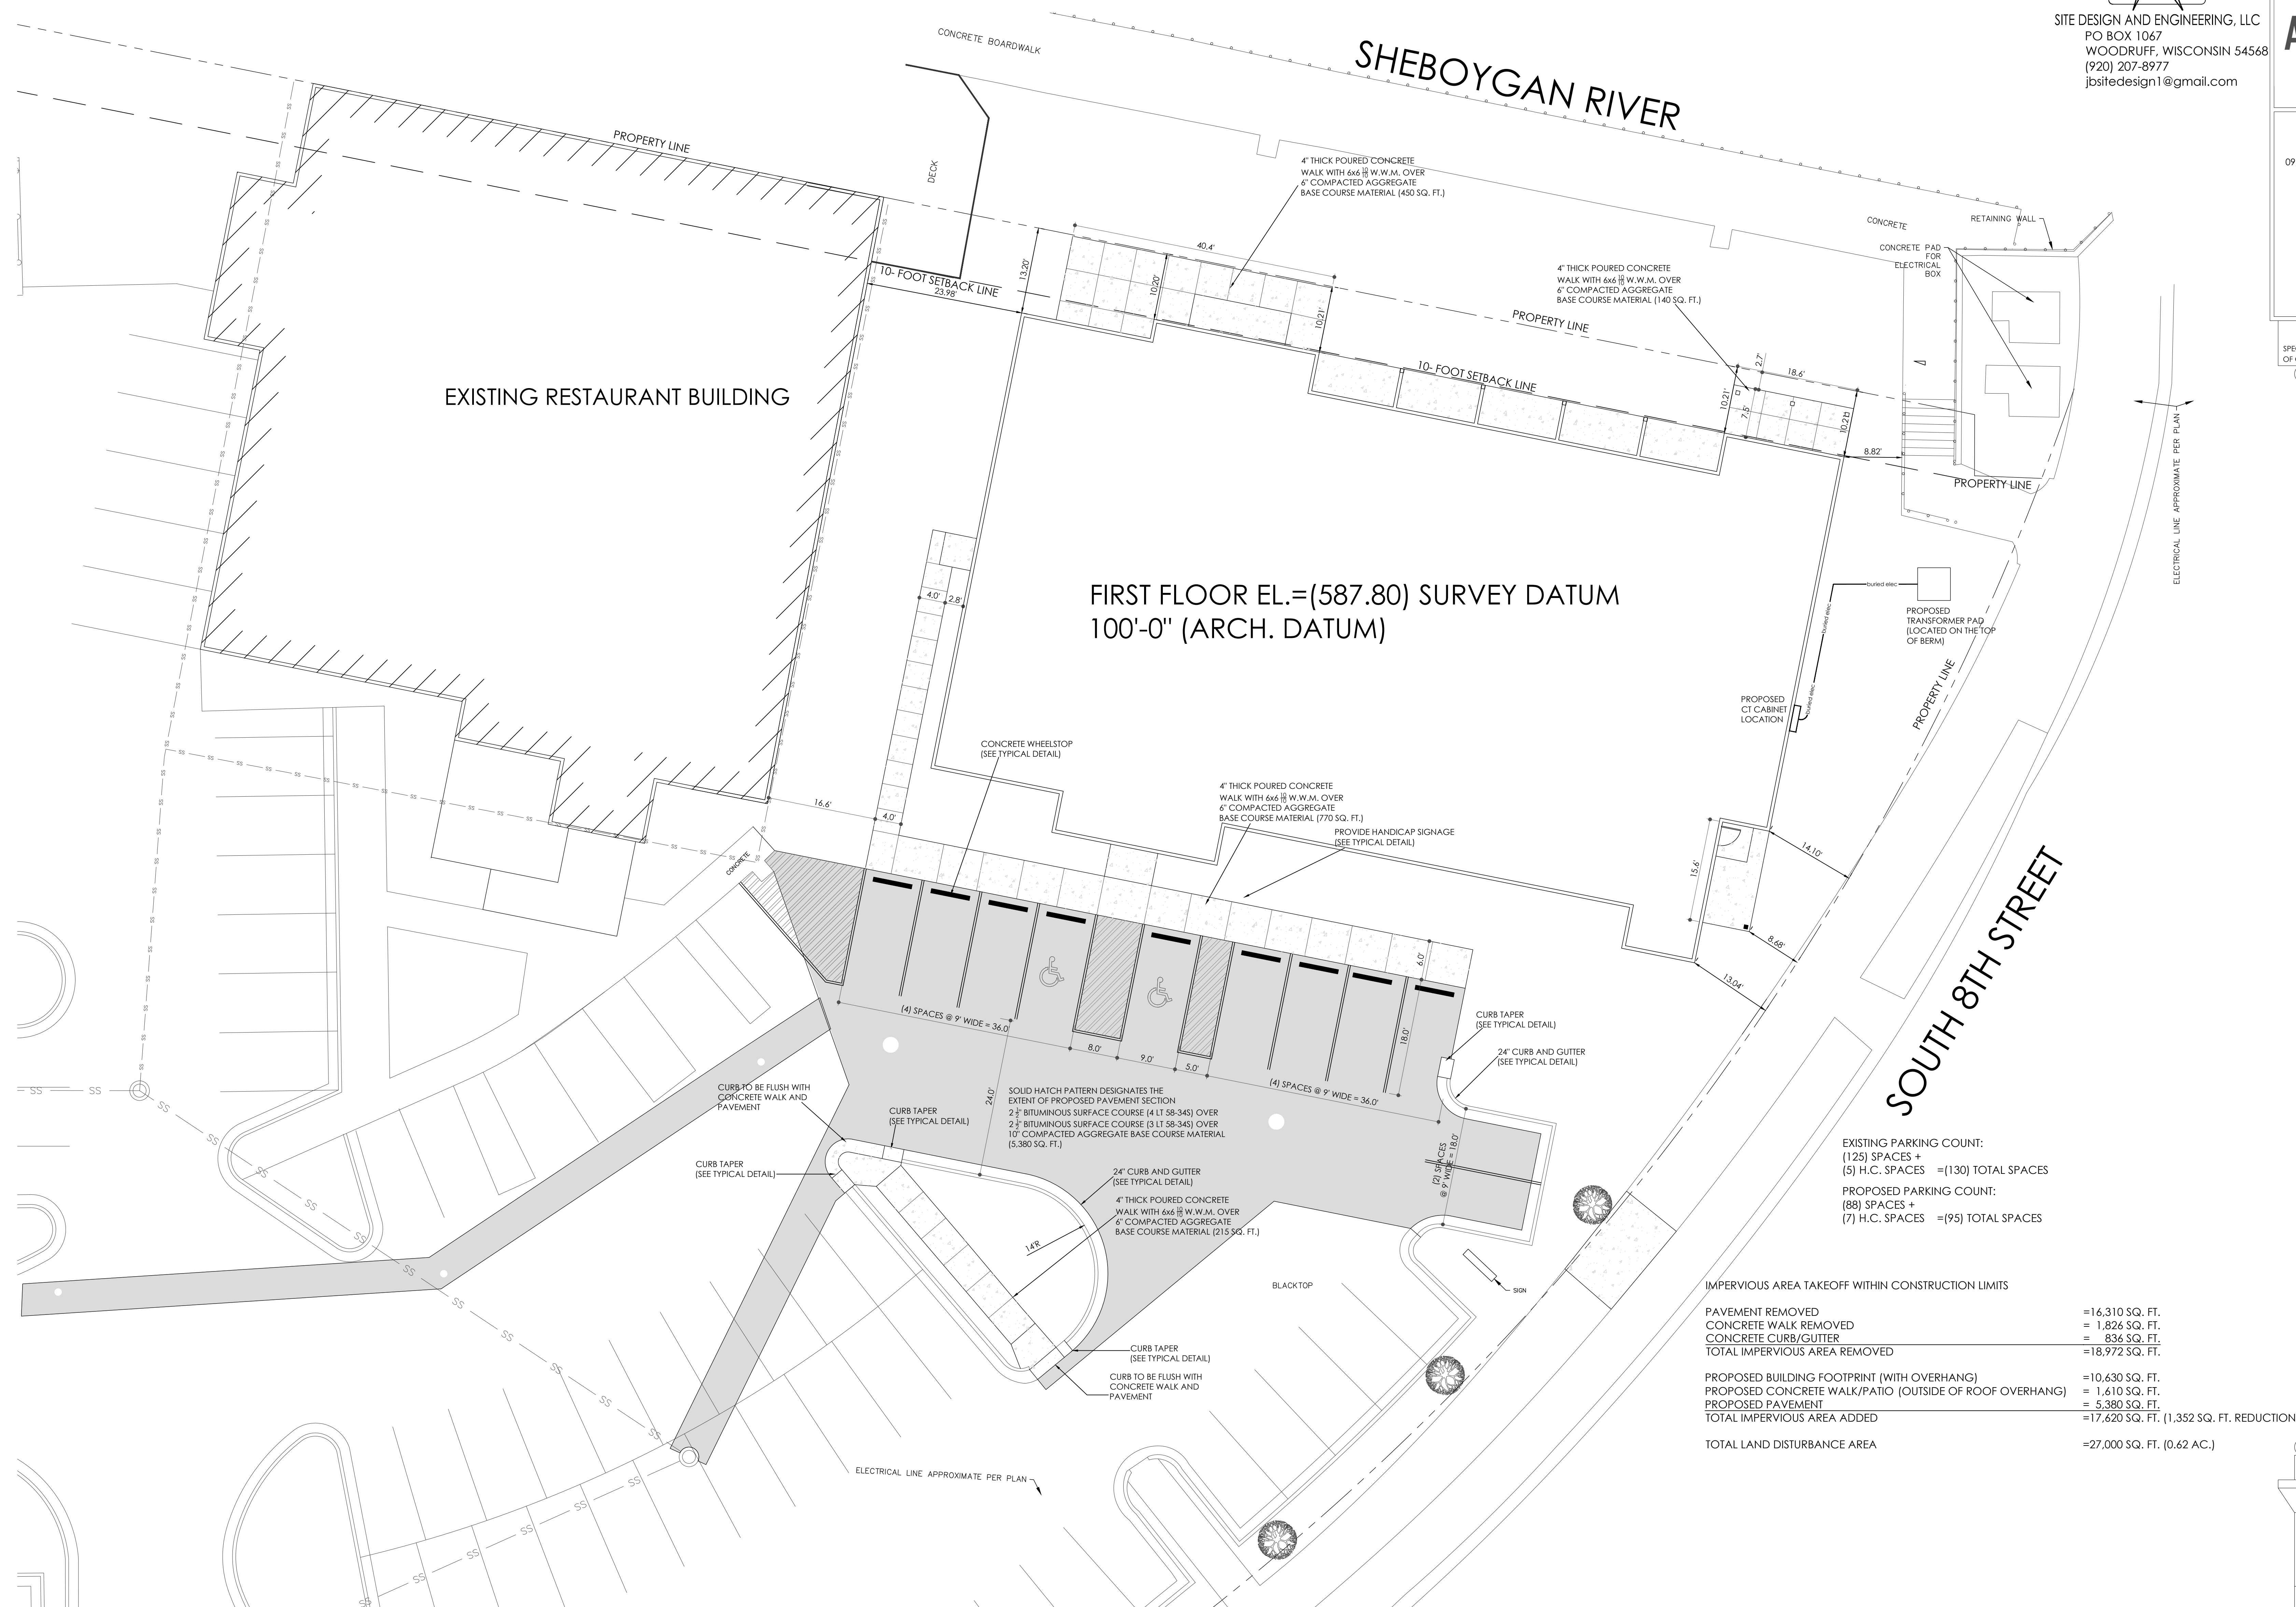 SITE DESIGN AND ENGINEERING, LLC
PO BOX 1067
WOODRUFF, WISCONSIN 54568
(920) 207-8977
jbsitedesign1@gmail.com
CONCRETE BOARDWALK
SHEBOYGAN RIVER
PROPERTY LINE
DECK
4" THICK POURED CONCRETE
WALK WITH 6x6 10/10 W.W.M. OVER
6" COMPACTED AGGREGATE
BASE COURSE MATERIAL (450 SQ. FT.)
CONCRETE
RETAINING WALL
CONCRETE PAD
FOR
ELECTRICAL
BOX
40.4'
13.20'
10.20'
10.21'
10- FOOT SETBACK LINE
23.98'
4" THICK POURED CONCRETE
WALK WITH 6x6 10/10 W.W.M. OVER
6" COMPACTED AGGREGATE
BASE COURSE MATERIAL (140 SQ. FT.)
PROPERTY LINE
10- FOOT SETBACK LINE
2.7'
18.6'
10.21'
7.5'
10.21'
8.82'
PROPERTY LINE
ELECTRICAL LINE APPROXIMATE PER PLAN
EXISTING RESTAURANT BUILDING
FIRST FLOOR EL.=(587.80) SURVEY DATUM
100'-0" (ARCH. DATUM)
4.0'
2.8'
buried elec
buried elec
buried elec
PROPOSED
TRANSFORMER PAD
(LOCATED ON THE TOP
OF BERM)
PROPERTY LINE
PROPOSED
CT CABINET
LOCATION
CONCRETE WHEELSTOP
(SEE TYPICAL DETAIL)
16.6'
4.0'
4" THICK POURED CONCRETE
WALK WITH 6x6 10/10 W.W.M. OVER
6" COMPACTED AGGREGATE
BASE COURSE MATERIAL (770 SQ. FT.)
PROVIDE HANDICAP SIGNAGE
(SEE TYPICAL DETAIL)
CONCRETE
15.6'
14.10'
8.68'
13.04'
SOUTH 8TH STREET
6.0'
18.0'
(4) SPACES @ 9' WIDE = 36.0'
8.0'
9.0'
5.0'
(4) SPACES @ 9' WIDE = 36.0'
24.0'
CURB TAPER
(SEE TYPICAL DETAIL)
24" CURB AND GUTTER
(SEE TYPICAL DETAIL)
(2) SPACES
@ 9' WIDE = 18.0'
CURB TO BE FLUSH WITH
CONCRETE WALK AND
PAVEMENT
CURB TAPER
(SEE TYPICAL DETAIL)
SOLID HATCH PATTERN DESIGNATES THE
EXTENT OF PROPOSED PAVEMENT SECTION
2 1/2" BITUMINOUS SURFACE COURSE (4 LT 58-34S) OVER
2 1/2" BITUMINOUS SURFACE COURSE (3 LT 58-34S) OVER
10" COMPACTED AGGREGATE BASE COURSE MATERIAL
(5,380 SQ. FT.)
CURB TAPER
(SEE TYPICAL DETAIL)
24" CURB AND GUTTER
(SEE TYPICAL DETAIL)
4" THICK POURED CONCRETE
WALK WITH 6x6 10/10 W.W.M. OVER
6" COMPACTED AGGREGATE
BASE COURSE MATERIAL (215 SQ. FT.)
14'R
BLACKTOP
SIGN
CURB TAPER
(SEE TYPICAL DETAIL)
CURB TO BE FLUSH WITH
CONCRETE WALK AND
PAVEMENT
ELECTRICAL LINE APPROXIMATE PER PLAN
EXISTING PARKING COUNT:
(125) SPACES +
(5) H.C. SPACES =(130) TOTAL SPACES
PROPOSED PARKING COUNT:
(88) SPACES +
(7) H.C. SPACES =(95) TOTAL SPACES
IMPERVIOUS AREA TAKEOFF WITHIN CONSTRUCTION LIMITS
PAVEMENT REMOVED =16,310 SQ. FT.
CONCRETE WALK REMOVED = 1,826 SQ. FT.
CONCRETE CURB/GUTTER = 836 SQ. FT.
TOTAL IMPERVIOUS AREA REMOVED =18,972 SQ. FT.
PROPOSED BUILDING FOOTPRINT (WITH OVERHANG) =10,630 SQ. FT.
PROPOSED CONCRETE WALK/PATIO (OUTSIDE OF ROOF OVERHANG) = 1,610 SQ. FT.
PROPOSED PAVEMENT = 5,380 SQ. FT.
TOTAL IMPERVIOUS AREA ADDED =17,620 SQ. FT. (1,352 SQ. FT. REDUCTION
TOTAL LAND DISTURBANCE AREA =27,000 SQ. FT. (0.62 AC.)